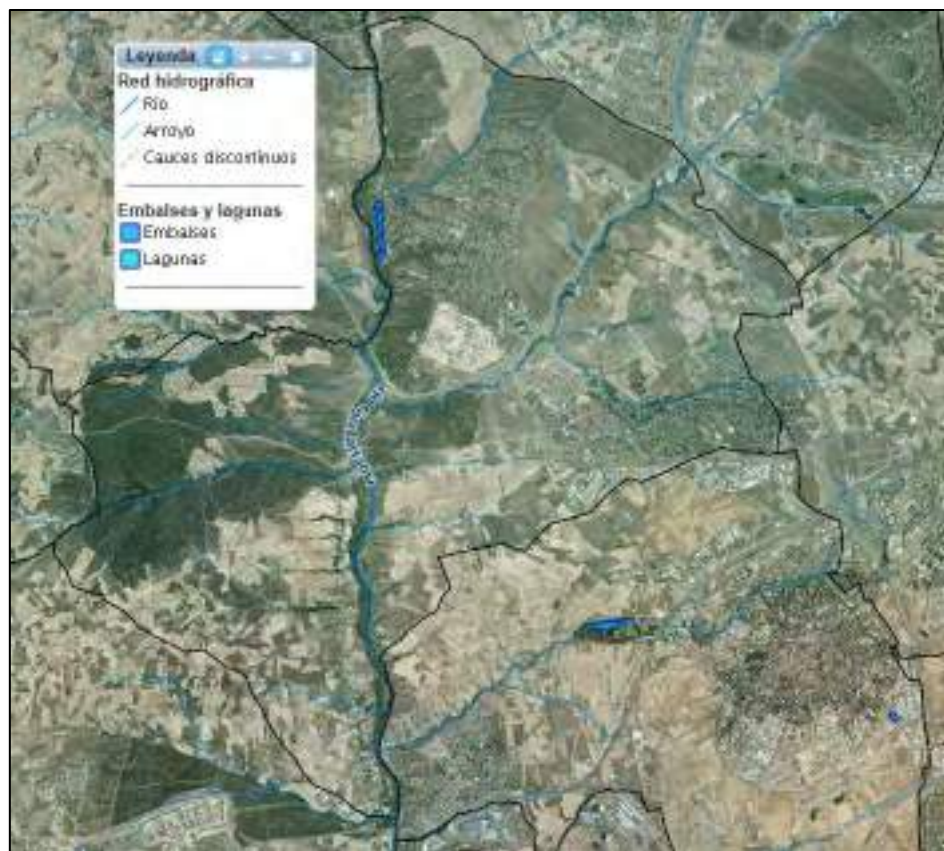 Leyenda
Red hidrográfica
Río
Arroyo
Cauces discontinuos
Embalses y lagunas
Embalses
Lagunas